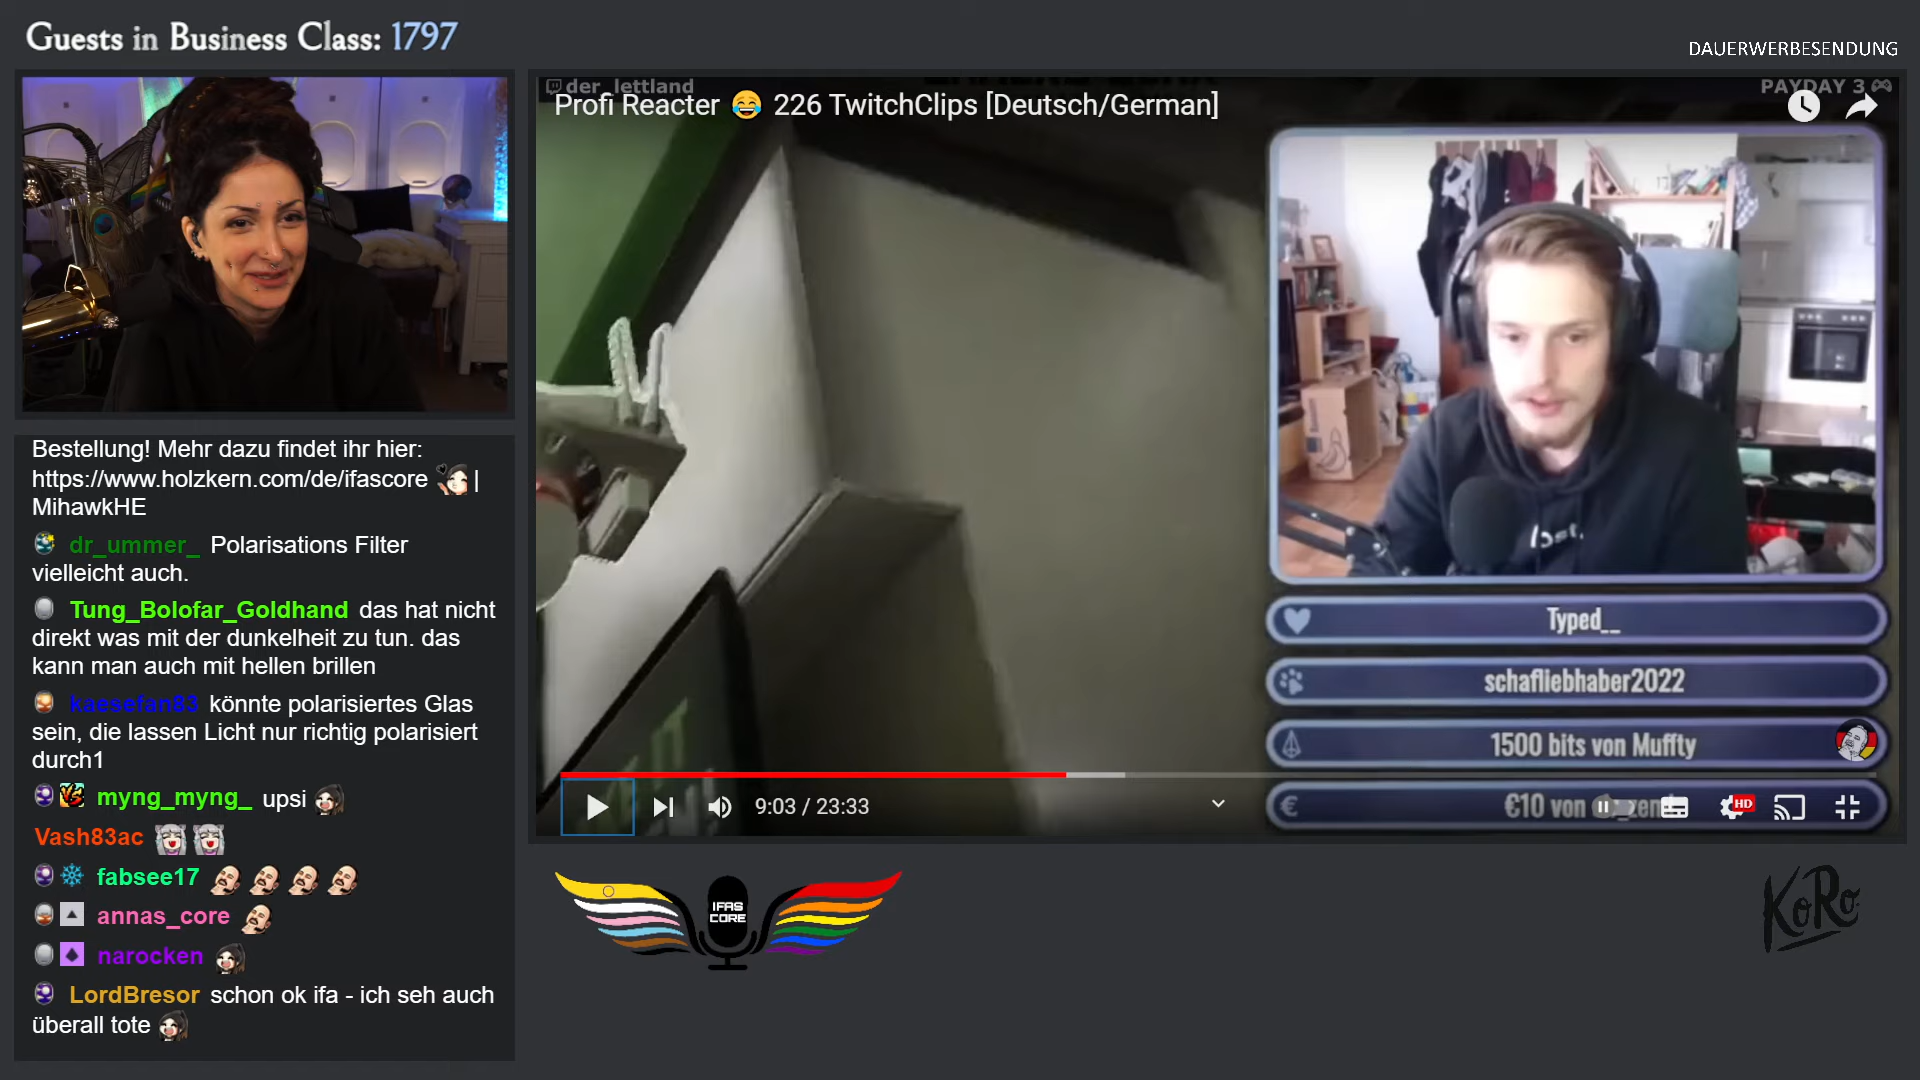 Guests in Business Class: 1797
DAUERWERBESENDUNG
der_lettland
PAYDAY 3
Profi Reacter 😂 226 TwitchClips [Deutsch/German]
Bestellung! Mehr dazu findet ihr hier:
https://www.holzkern.com/de/ifascore |
MihawkHE
dr_ummer_ Polarisations Filter
vielleicht auch.
Tung_Bolofar_Goldhand das hat nicht
direkt was mit der dunkelheit zu tun. das
kann man auch mit hellen brillen
kaesefan83 könnte polarisiertes Glas
sein, die lassen Licht nur richtig polarisiert
durch1
myng_myng_ upsi
Vash83ac
fabsee17
annas_core
narocken
LordBresor schon ok ifa - ich seh auch
überall tote
lost.
Typed__
schafliebhaber2022
1500 bits von Muffty
€10 von
9:03 / 23:33
HD
IFAS
CORE
KoRo